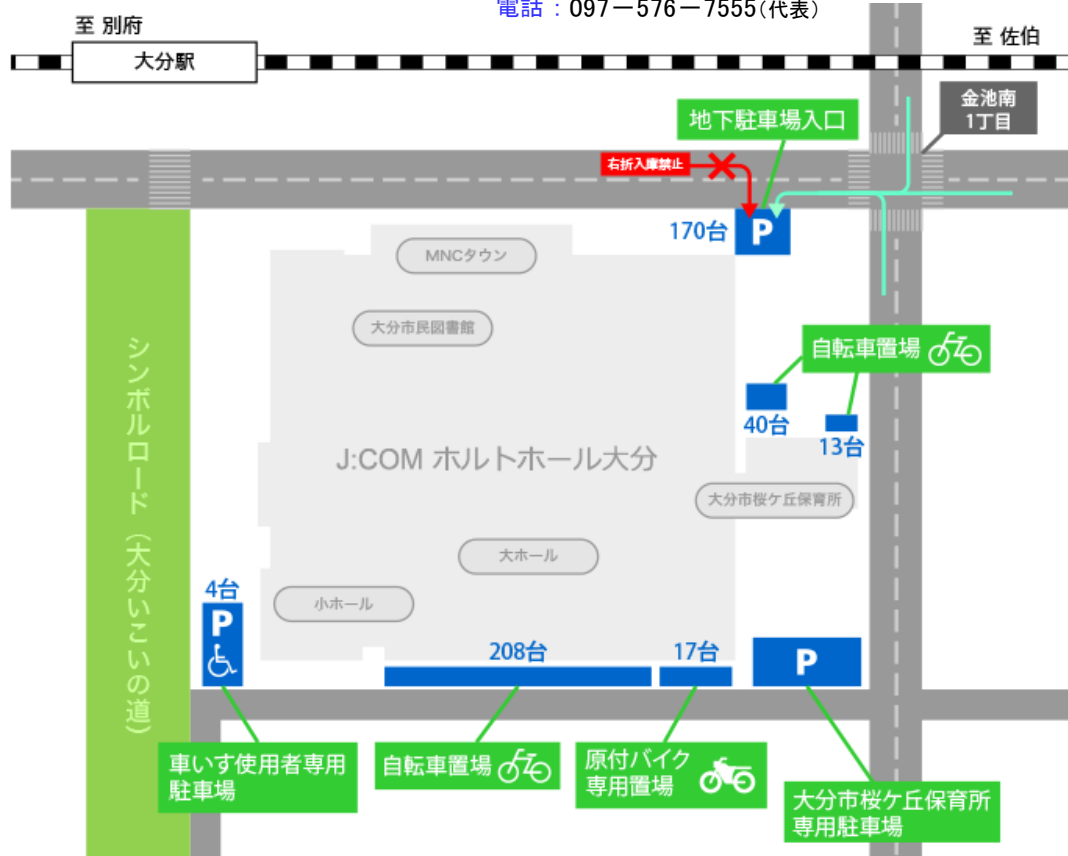 電話：097－576－7555(代表)
至 別府
至 佐伯
大分駅
金池南
1丁目
地下駐車場入口
右折入庫禁止
170台
P
MNCタウン
大分市民図書館
自転車置場
40台
13台
シンボルロード（大分いこいの道）
J:COM ホルトホール大分
大分市桜ケ丘保育所
大ホール
小ホール
4台
P
208台
17台
P
車いす使用者専用
駐車場
自転車置場
原付バイク
専用置場
大分市桜ケ丘保育所
専用駐車場